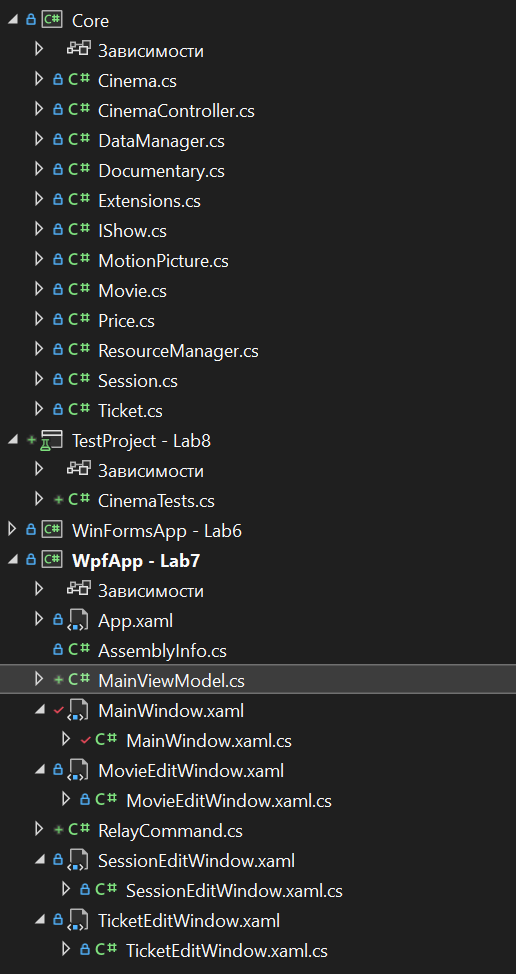 Core
Зависимости
C# Cinema.cs
C# CinemaController.cs
C# DataManager.cs
C# Documentary.cs
C# Extensions.cs
C# IShow.cs
C# MotionPicture.cs
C# Movie.cs
C# Price.cs
C# ResourceManager.cs
C# Session.cs
C# Ticket.cs
TestProject - Lab8
Зависимости
C# CinemaTests.cs
C# WinFormsApp - Lab6
C# WpfApp - Lab7
Зависимости
App.xaml
C# AssemblyInfo.cs
C# MainViewModel.cs
MainWindow.xaml
C# MainWindow.xaml.cs
MovieEditWindow.xaml
C# MovieEditWindow.xaml.cs
C# RelayCommand.cs
SessionEditWindow.xaml
C# SessionEditWindow.xaml.cs
TicketEditWindow.xaml
C# TicketEditWindow.xaml.cs